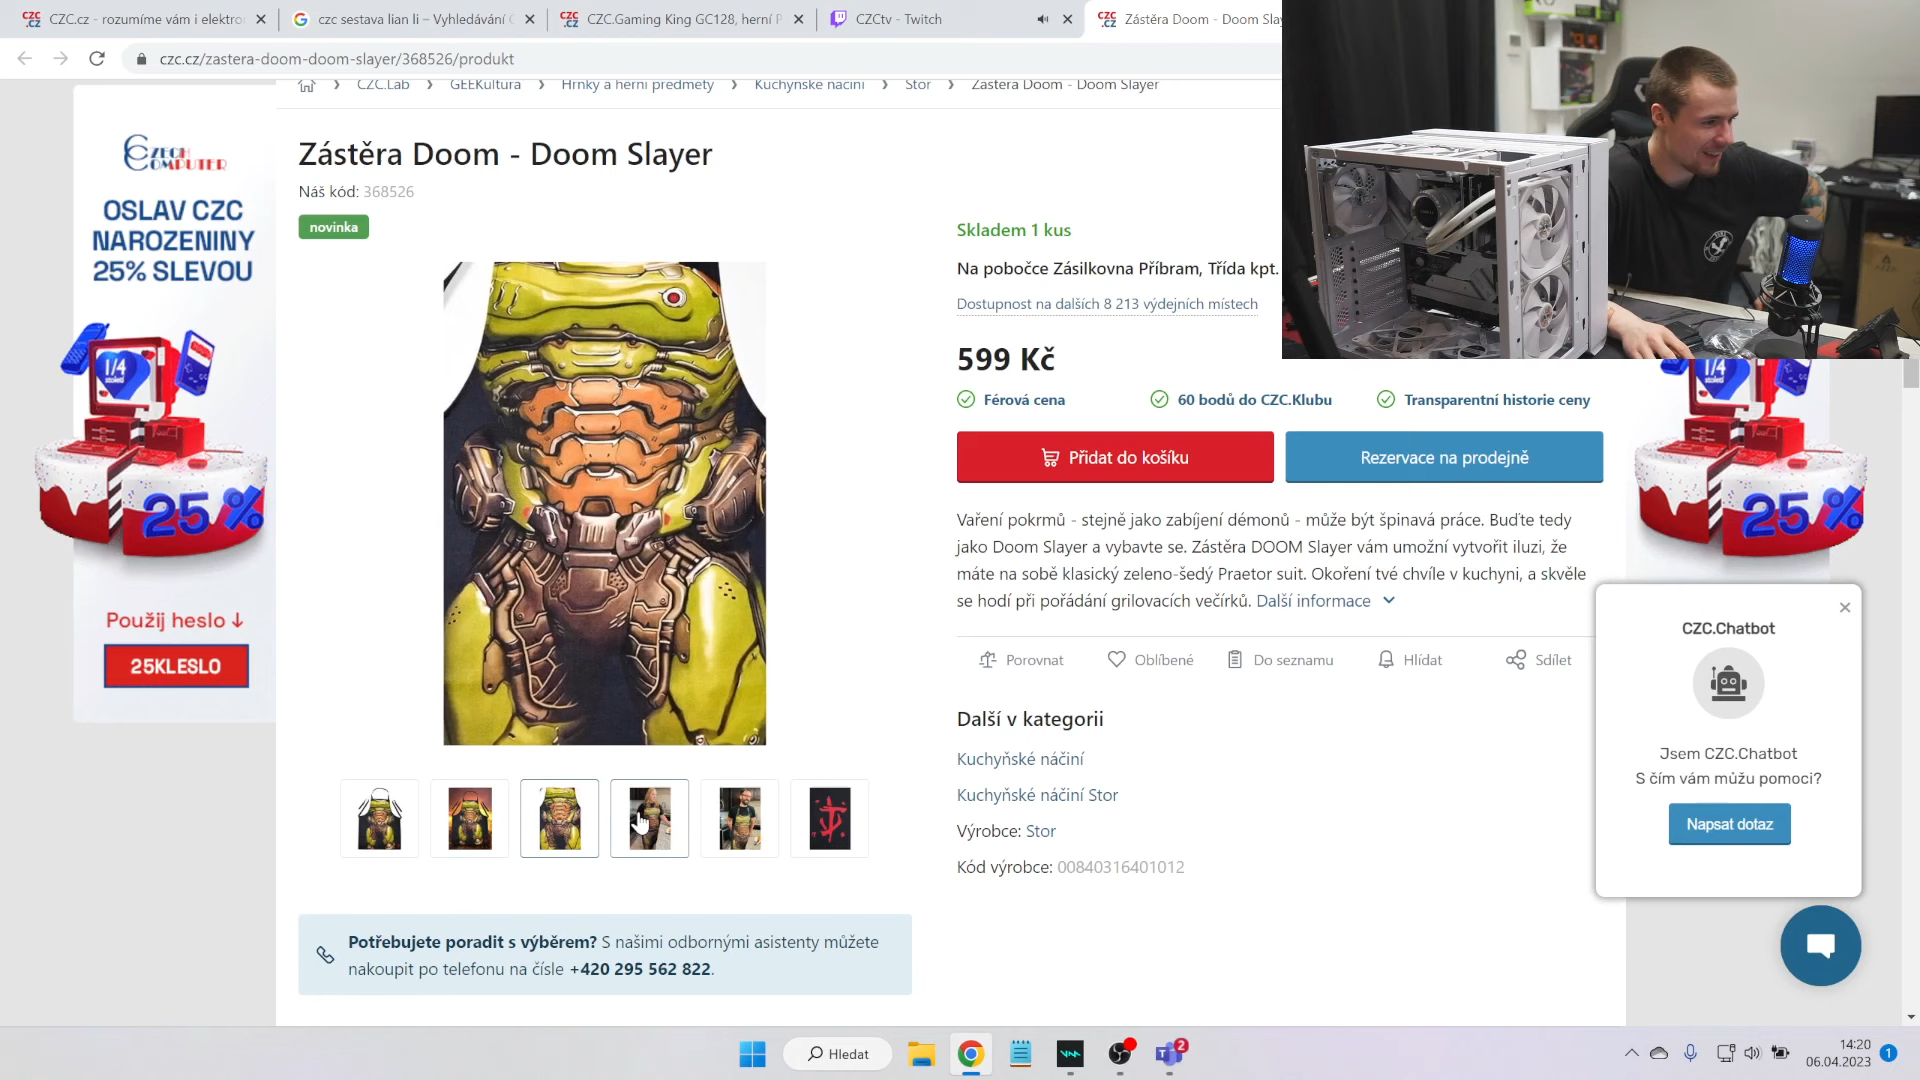 CZC.cz - rozumíme vám i elektro
czc sestava lian li – Vyhledávání
CZC.Gaming King GC128, herní P
CZCtv - Twitch
Zástěra Doom - Doom Slay
czc.cz/zastera-doom-doom-slayer/368526/produkt
CZC.Lab
GEEKultura
Hrnky a herní předměty
Kuchyňské náčiní
Stor
Zástěra Doom - Doom Slayer
CZECH
COMPUTER
OSLAV CZC
NAROZENINY
25% SLEVOU
1/4
století
25 %
Použij heslo ↓
25KLESLO
Zástěra Doom - Doom Slayer
Náš kód: 368526
novinka
Skladem 1 kus
Na pobočce Zásilkovna Příbram, Třída kpt.
Dostupnost na dalších 8 213 výdejních místech
599 Kč
Férová cena
60 bodů do CZC.Klubu
Transparentní historie ceny
Přidat do košíku
Rezervace na prodejně
Vaření pokrmů - stejně jako zabíjení démonů - může být špinavá práce. Buďte tedy
jako Doom Slayer a vybavte se. Zástěra DOOM Slayer vám umožní vytvořit iluzi, že
máte na sobě klasický zeleno-šedý Praetor suit. Okoření tvé chvíle v kuchyni, a skvěle
se hodí při pořádání grilovacích večírků. Další informace
Porovnat
Oblíbené
Do seznamu
Hlídat
Sdílet
Další v kategorii
Kuchyňské náčiní
Kuchyňské náčiní Stor
Výrobce: Stor
Kód výrobce: 00840316401012
Potřebujete poradit s výběrem? S našimi odbornými asistenty můžete
nakoupit po telefonu na čísle +420 295 562 822.
1/4
století
25 %
CZC.Chatbot
Jsem CZC.Chatbot
S čím vám můžu pomoci?
Napsat dotaz
Hledat
2
14:20
06.04.2023
1